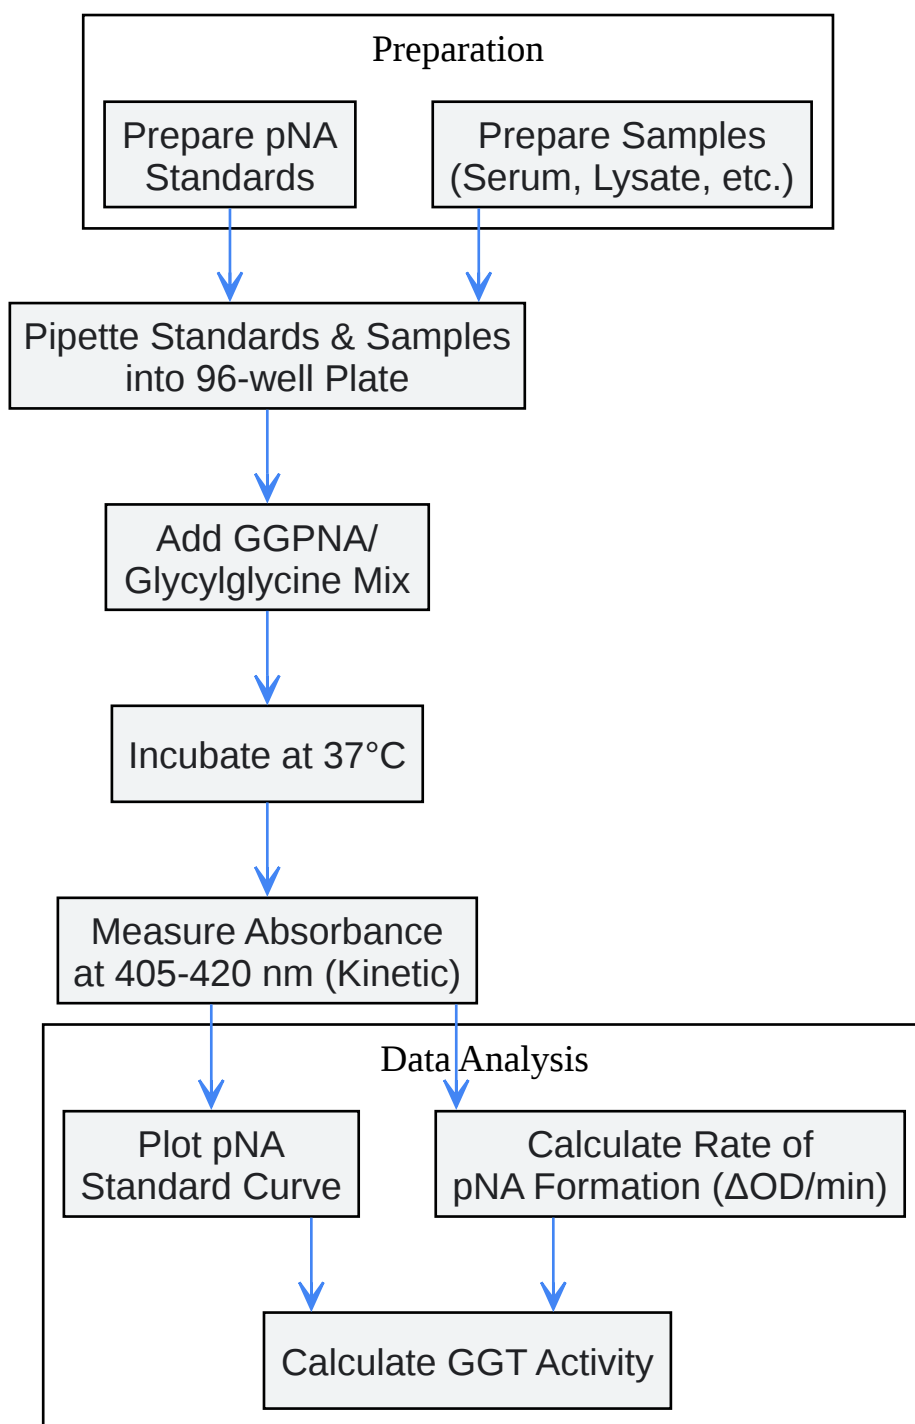 Preparation
Prepare pNA
Standards
Prepare Samples
(Serum, Lysate, etc.)
Pipette Standards & Samples
into 96-well Plate
Add GGPNA/
Glycylglycine Mix
Incubate at 37°C
Measure Absorbance
at 405-420 nm (Kinetic)
Data Analysis
Plot pNA
Standard Curve
Calculate Rate of
pNA Formation (ΔOD/min)
Calculate GGT Activity